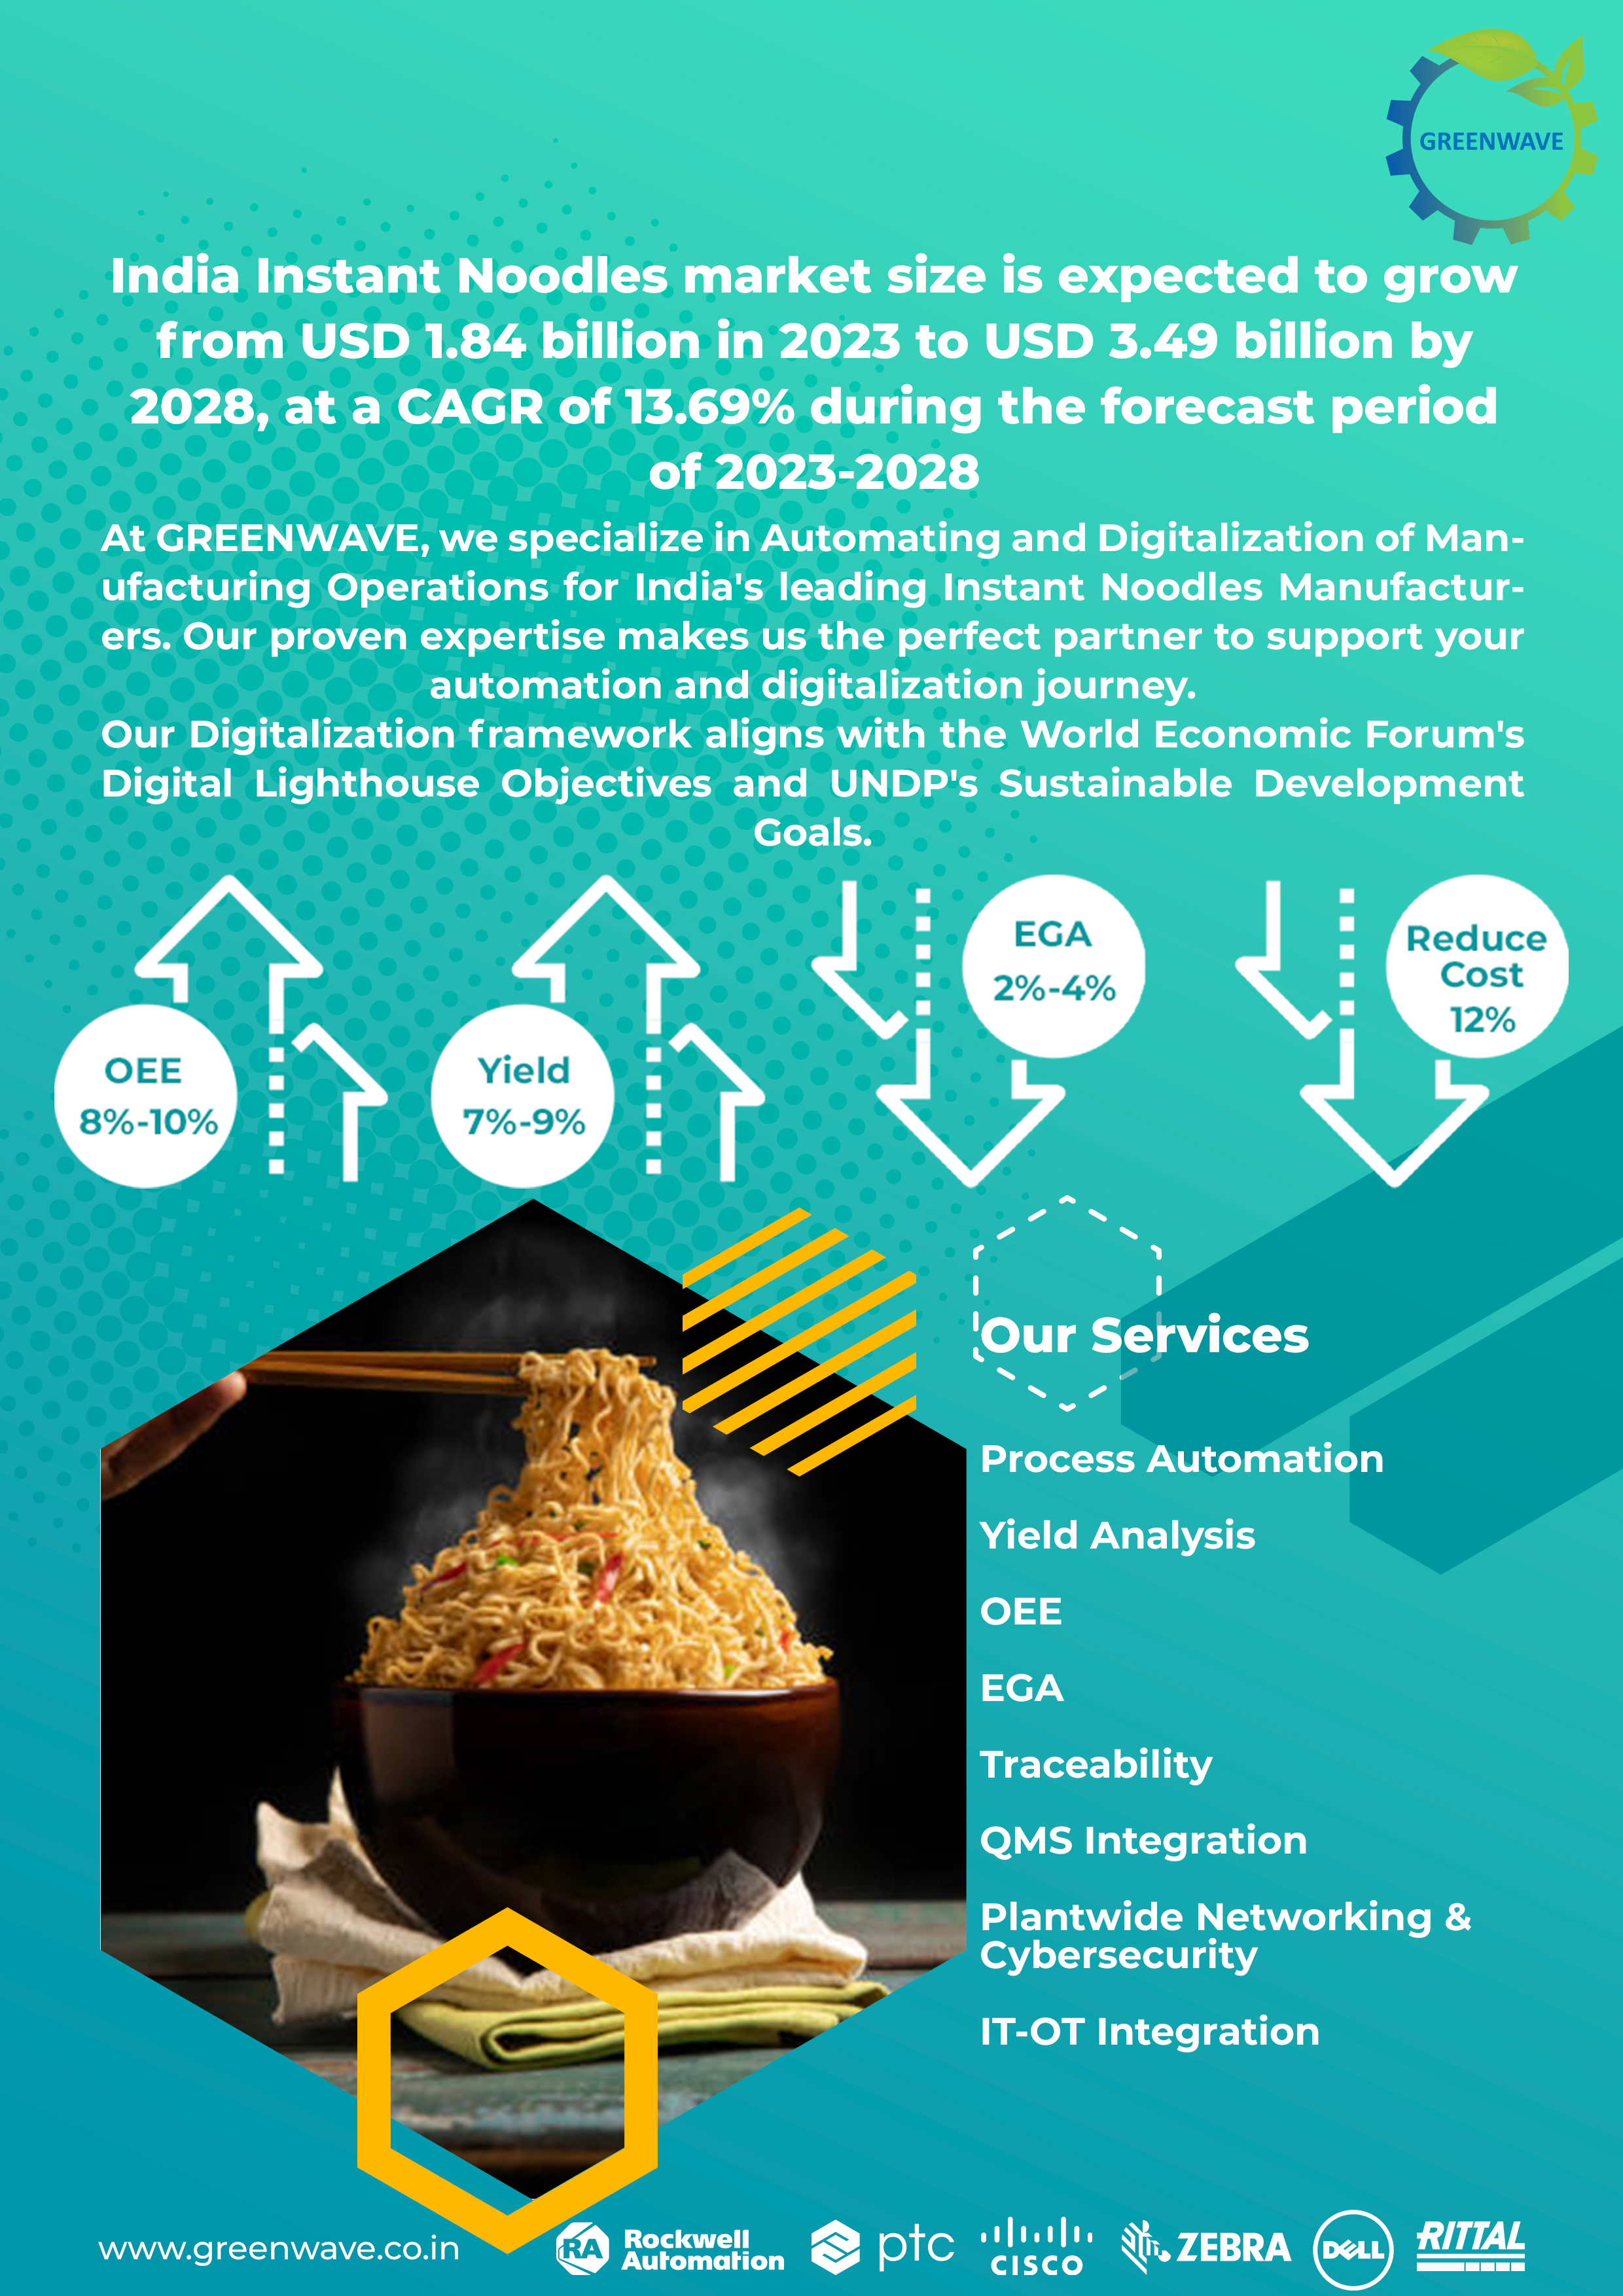 GREENWAVE
India Instant Noodles market size is expected to grow
from USD 1.84 billion in 2023 to USD 3.49 billion by
2028, at a CAGR of 13.69% during the forecast period
of 2023-2028
At GREENWAVE, we specialize in Automating and Digitalization of Man-
ufacturing Operations for India's leading Instant Noodles Manufactur-
ers. Our proven expertise makes us the perfect partner to support your
automation and digitalization journey.
Our Digitalization framework aligns with the World Economic Forum's
Digital Lighthouse Objectives and UNDP's Sustainable Development
Goals.
OEE
8%-10%
Yield
7%-9%
EGA
2%-4%
Reduce
Cost
12%
Our Services
Process Automation
Yield Analysis
OEE
EGA
Traceability
QMS Integration
Plantwide Networking &
Cybersecurity
IT-OT Integration
www.greenwave.co.in
RA
Rockwell
Automation
ptc
CISCO
ZEBRA
DELL
RITTAL